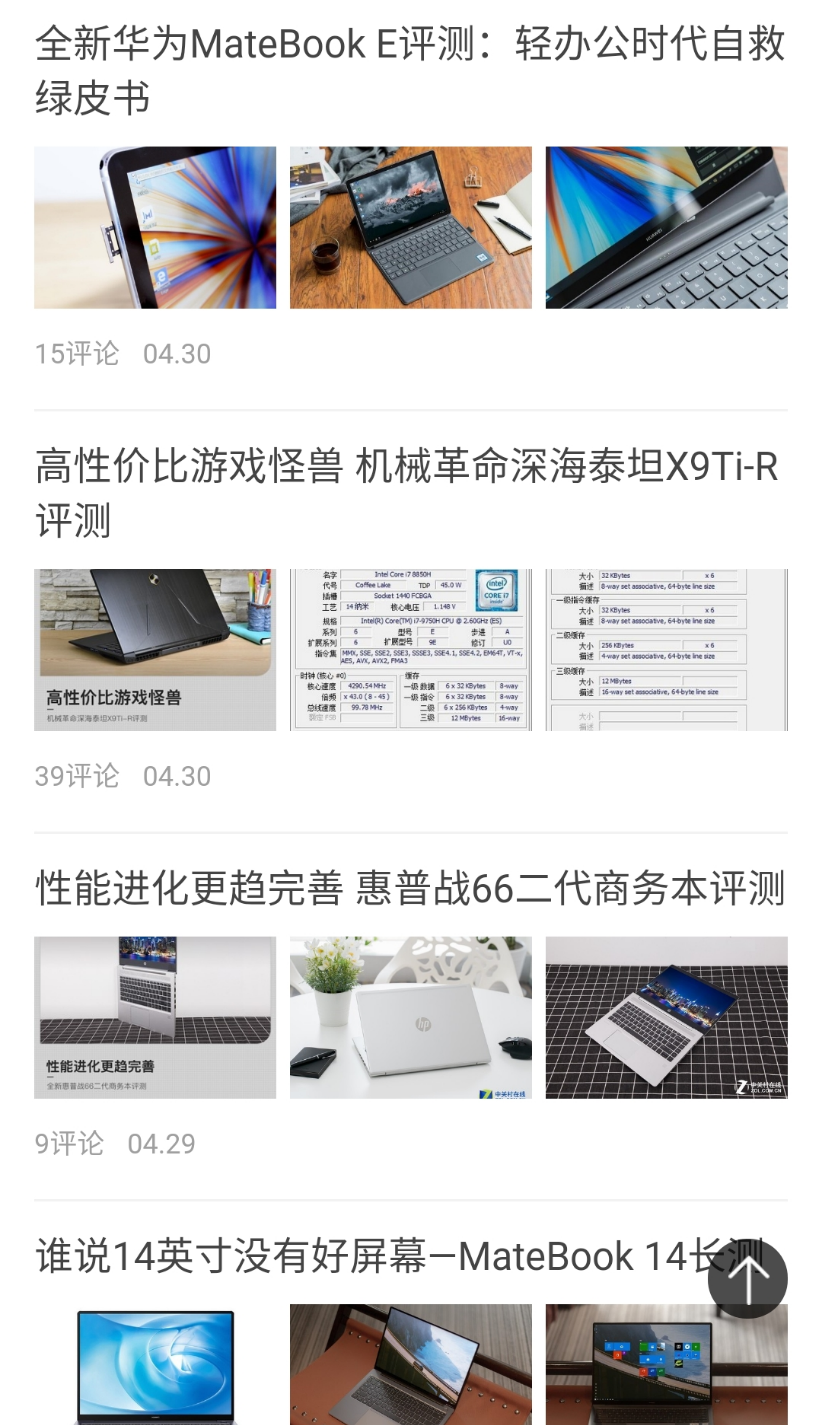 全新华为MateBook E评测：轻办公时代自救
绿皮书
HUAWEI
15评论 04.30
高性价比游戏怪兽 机械革命深海泰坦X9Ti-R
评测
高性价比游戏怪兽
机械革命深海泰坦X9Ti-R评测
名字 Intel Core i7 8850H
代号 Coffee Lake TDP 45.0 W
插槽 Socket 1440 FCBGA
工艺 14 纳米 核心电压 1.148 V
intel CORE i7 inside
规格 Intel(R) Core(TM) i7-9750H CPU @ 2.60GHz (ES)
系列 6 型号 E 步进 A
扩展系列 6 扩展型号 9E 修订 U0
指令集 MMX, SSE, SSE2, SSE3, SSSE3, SSE4.1, SSE4.2, EM64T, VT-x,
AES, AVX, AVX2, FMA3
时钟 (核心 #0) 缓存
核心速度 4290.54 MHz 一级 数据 6 x 32 KBytes 8-way
倍频 x 43.0 ( 8 - 45 ) 一级 指令 6 x 32 KBytes 8-way
总线速度 99.78 MHz 二级 6 x 256 KBytes 4-way
额定 FSB 三级 12 MBytes 16-way
大小 32 KBytes x 6
描述 8-way set associative, 64-byte line size
一级指令缓存
大小 32 KBytes x 6
描述 8-way set associative, 64-byte line size
二级缓存
大小 256 KBytes x 6
描述 4-way set associative, 64-byte line size
三级缓存
大小 12 MBytes
描述 16-way set associative, 64-byte line size
大小
描述
39评论 04.30
性能进化更趋完善 惠普战66二代商务本评测
性能进化更趋完善
全新惠普战66二代商务本评测
hp
中关村在线
中关村在线
ZOL.COM.CN
9评论 04.29
谁说14英寸没有好屏幕—MateBook 14长测